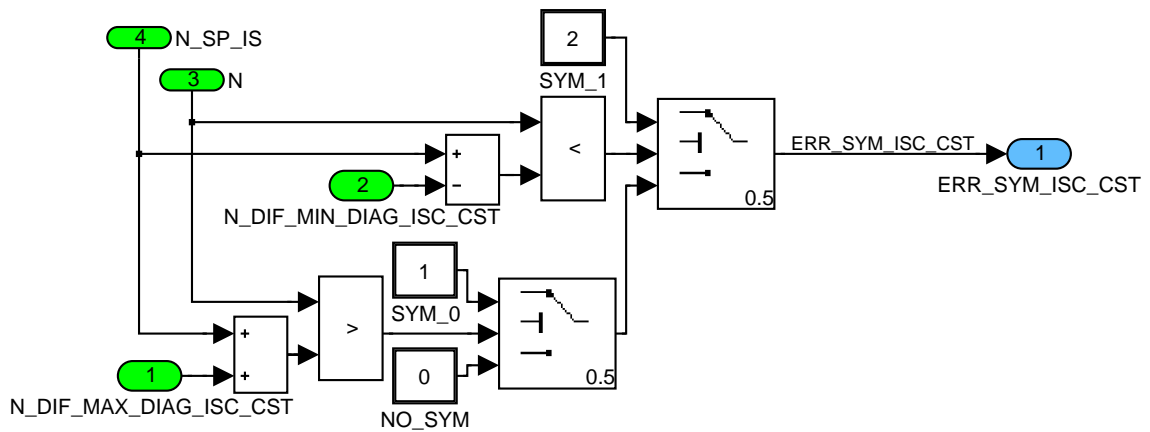 4
N_SP_IS
3
N
2
SYM_1
+
−
<
2
N_DIF_MIN_DIAG_ISC_CST
0.5
ERR_SYM_ISC_CST
1
ERR_SYM_ISC_CST
1
SYM_0
>
+
+
1
N_DIF_MAX_DIAG_ISC_CST
0
NO_SYM
0.5